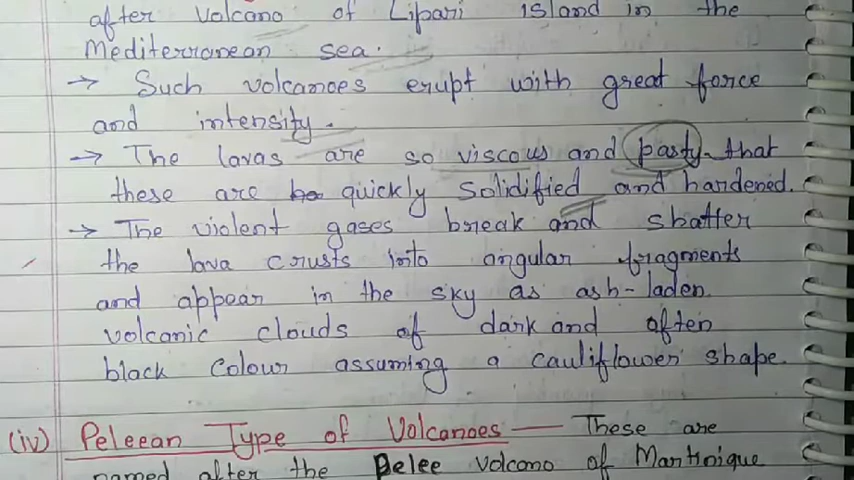 after volcano of Lipari island in the
Mediterranean sea.
→ Such volcanoes erupt with great force
and intensity.
→ The lavas are so viscous and pasty that
these are quickly solidified and hardened.
→ The violent gases break and shatter
the lava crusts into angular fragments
and appear in the sky as ash-laden
volcanic clouds of dark and often
black colour assuming a cauliflower shape.
(iv) Peleean Type of Volcanoes — These are
named after the Pelee volcano of Martinique